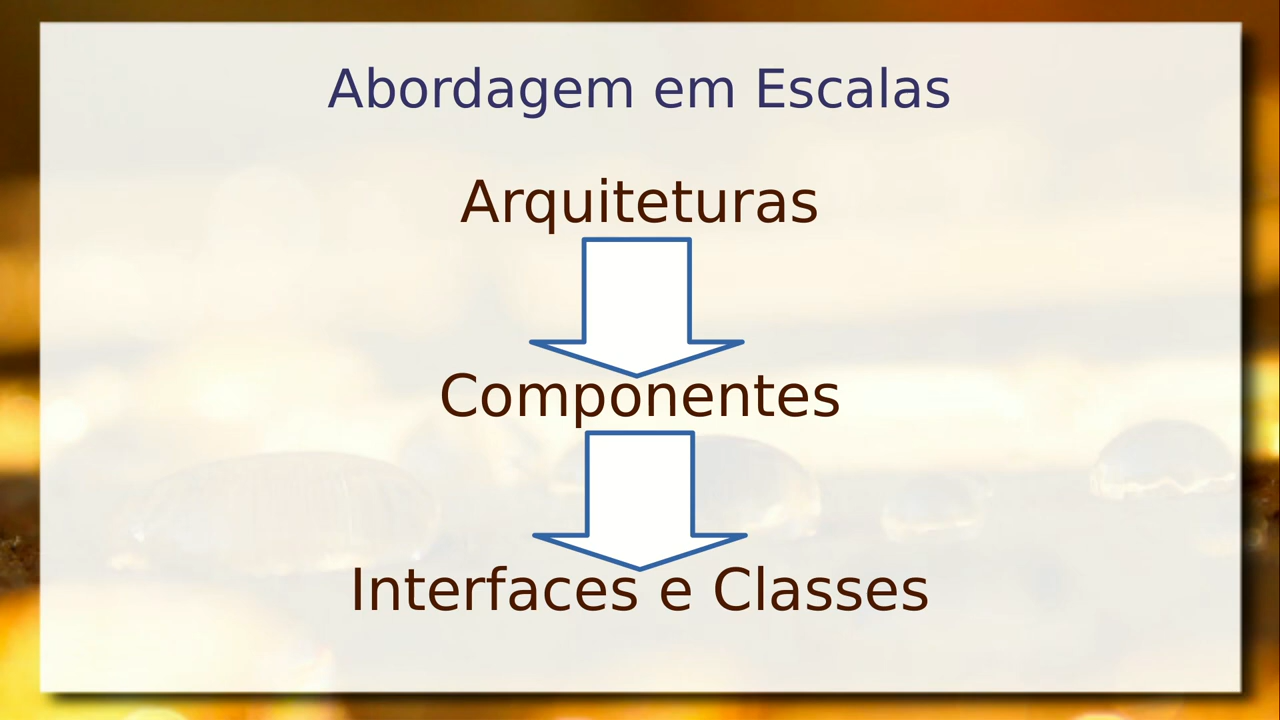 Abordagem em Escalas
Arquiteturas
Componentes
Interfaces e Classes